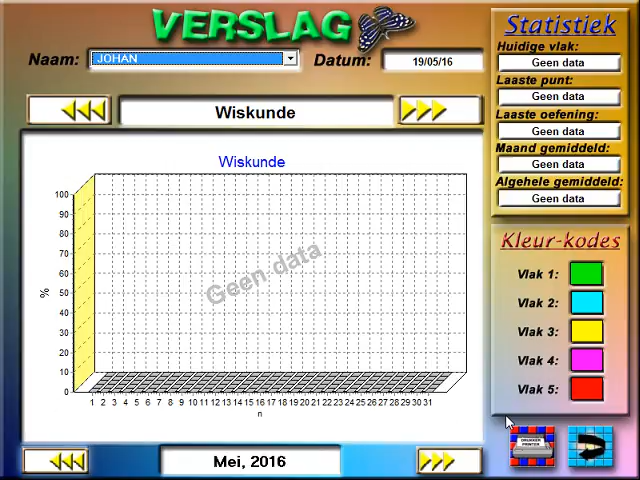 VERSLAG
Naam: JOHAN Datum: 19/05/16
Wiskunde
Wiskunde
%
100
90
80
70
60
50
40
30
20
10
0
Geen data
1 2 3 4 5 6 7 8 9 10 11 12 13 14 15 16 17 18 19 20 21 22 23 24 25 26 27 28 29 30 31
n
Mei, 2016
Statistiek
Huidige vlak:
Geen data
Laaste punt:
Geen data
Laaste oefening:
Geen data
Maand gemiddeld:
Geen data
Algehele gemiddeld:
Geen data
Kleur-kodes
Vlak 1:
Vlak 2:
Vlak 3:
Vlak 4:
Vlak 5:
DRUKKER
PRINTER